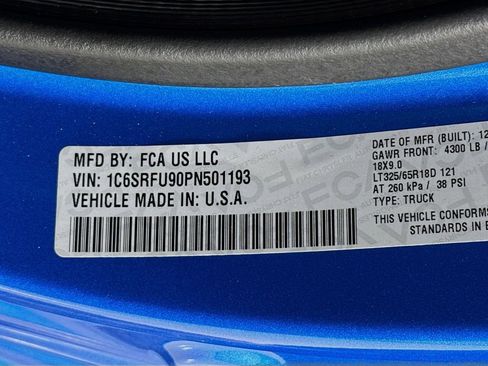 MFD BY: FCA US LLC
VIN: 1C6SRFU90PN501193
VEHICLE MADE IN: U.S.A.
DATE OF MFR (BUILT): 12
GAWR FRONT: 4300 LB /
18X9.0
LT325/65R18D 121
AT 260 kPa / 38 PSI
TYPE: TRUCK
THIS VEHICLE CONFORMS
STANDARDS IN